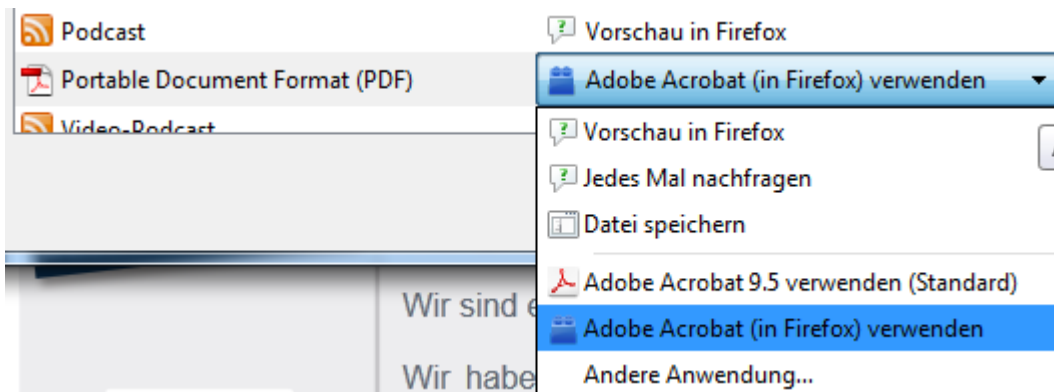 Podcast
Vorschau in Firefox
Portable Document Format (PDF)
Adobe Acrobat (in Firefox) verwenden
Video-Podcast
Vorschau in Firefox
Jedes Mal nachfragen
Datei speichern
Adobe Acrobat 9.5 verwenden (Standard)
Wir sind
Adobe Acrobat (in Firefox) verwenden
Wir habe
Andere Anwendung...